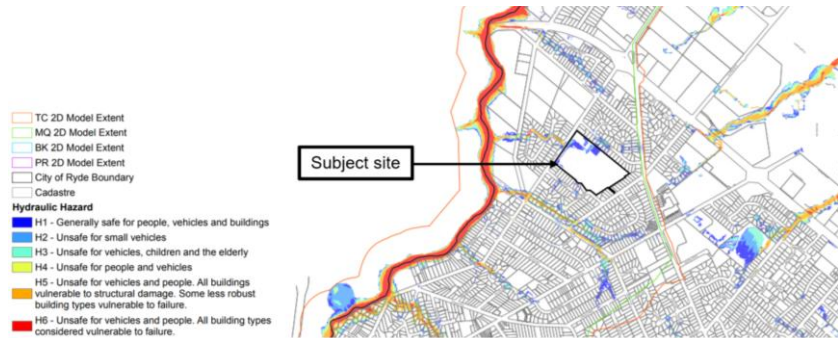 TC 2D Model Extent
MQ 2D Model Extent
BK 2D Model Extent
PR 2D Model Extent
City of Ryde Boundary
Cadastre
Hydraulic Hazard
H1 - Generally safe for people, vehicles and buildings
H2 - Unsafe for small vehicles
H3 - Unsafe for vehicles, children and the elderly
H4 - Unsafe for people and vehicles
H5 - Unsafe for vehicles and people. All buildings
vulnerable to structural damage. Some less robust
building types vulnerable to failure.
H6 - Unsafe for vehicles and people. All building types
considered vulnerable to failure.
Subject site